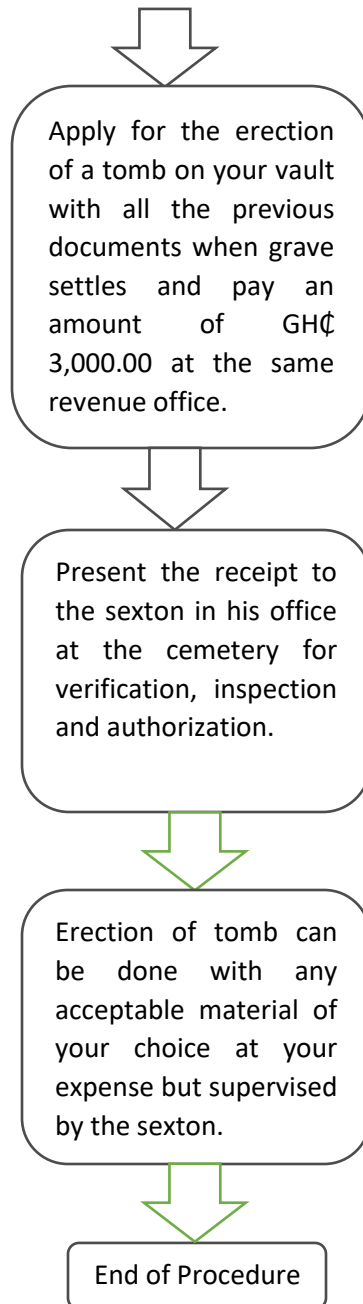 Apply for the erection
of a tomb on your vault
with all the previous
documents when grave
settles and pay an
amount of GH₵
3,000.00 at the same
revenue office.
Present the receipt to
the sexton in his office
at the cemetery for
verification, inspection
and authorization.
Erection of tomb can
be done with any
acceptable material of
your choice at your
expense but supervised
by the sexton.
End of Procedure